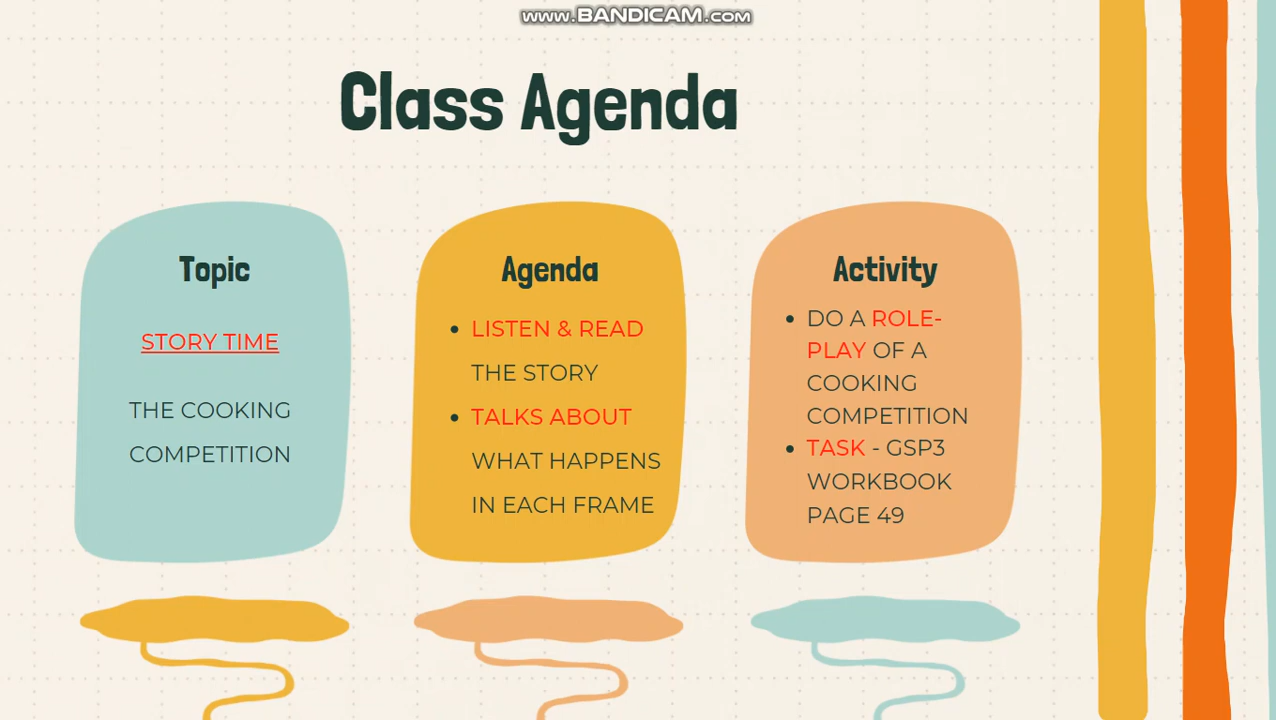 www.BANDICAM.com
Class Agenda
Topic
STORY TIME
THE COOKING
COMPETITION
Agenda
• LISTEN & READ
THE STORY
• TALKS ABOUT
WHAT HAPPENS
IN EACH FRAME
Activity
• DO A ROLE-
PLAY OF A
COOKING
COMPETITION
• TASK - GSP3
WORKBOOK
PAGE 49